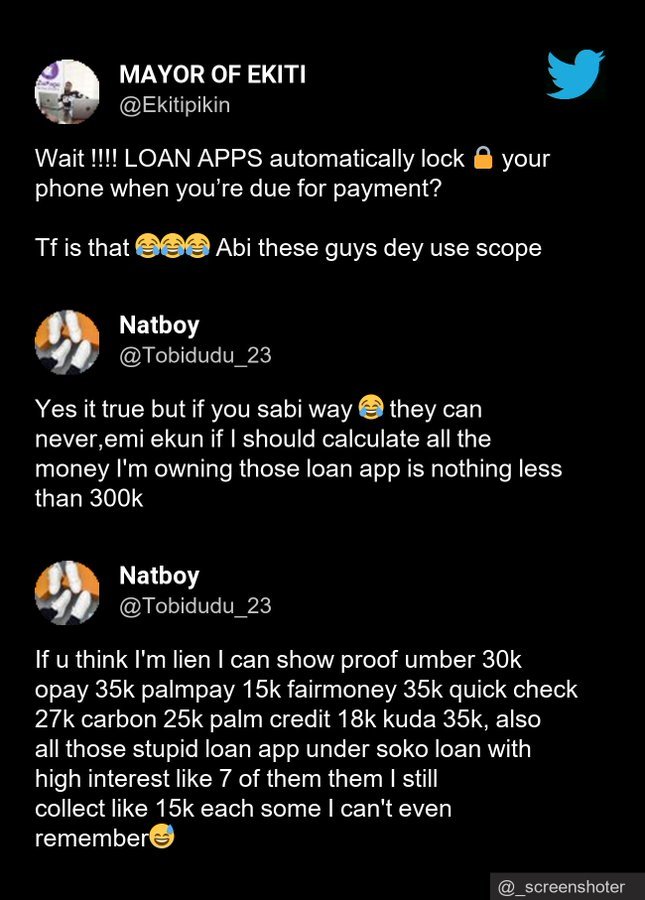 MAYOR OF EKITI
@Ekitipikin
Wait !!!! LOAN APPS automatically lock 🔒 your
phone when you’re due for payment?
Tf is that 😂😂😂 Abi these guys dey use scope
Natboy
@Tobidudu_23
Yes it true but if you sabi way 😂 they can
never,emi ekun if I should calculate all the
money I'm owning those loan app is nothing less
than 300k
Natboy
@Tobidudu_23
If u think I'm lien I can show proof umber 30k
opay 35k palmpay 15k fairmoney 35k quick check
27k carbon 25k palm credit 18k kuda 35k, also
all those stupid loan app under soko loan with
high interest like 7 of them them I still
collect like 15k each some I can't even
remember😅
@_screenshoter